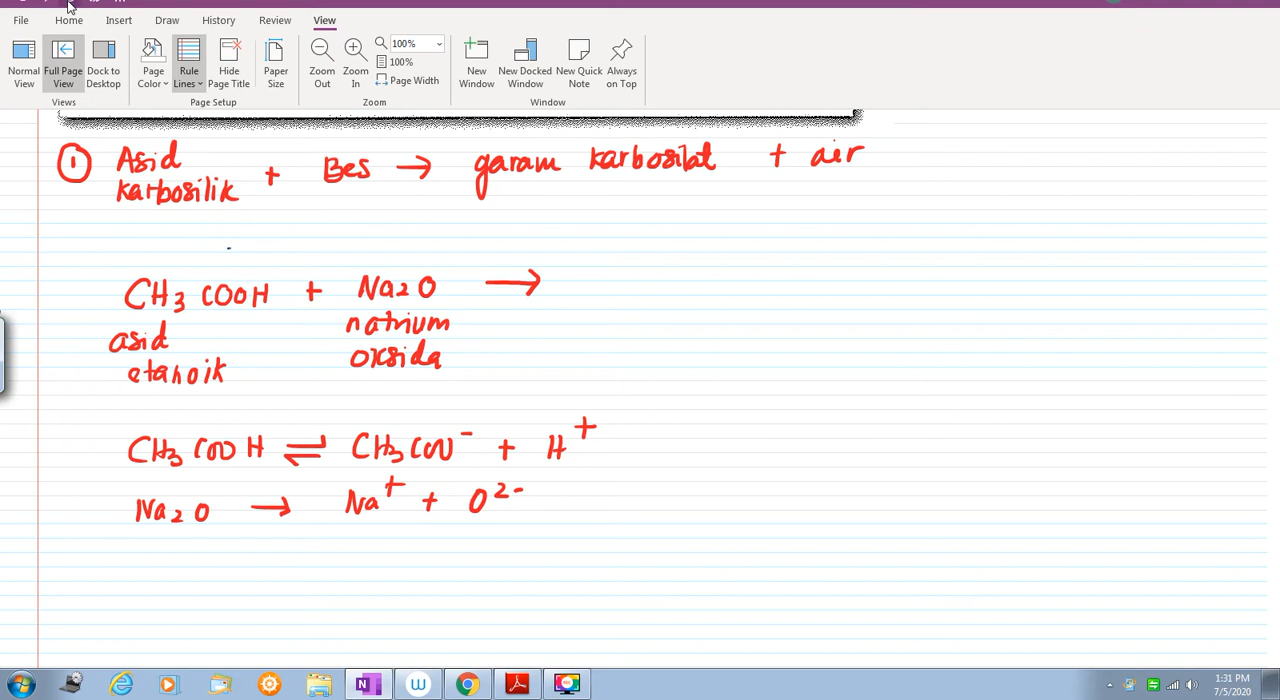 File Home Insert Draw History Review View
Normal View Full Page View Dock to Desktop Page Color Rule Lines Hide Page Title Paper Size Zoom Out Zoom In 100% 100% Page Width New Window New Docked Window New Quick Note Always on Top
Views Page Setup Zoom Window
① Asid karbosilik + Bes → garam karbosilat + air
CH3 COOH + Na2O →
asid etanoik natrium oksida
CH3 COOH ⇌ CH3COO⁻ + H⁺
Na2O → Na⁺ + O²⁻
1:31 PM
7/5/2020